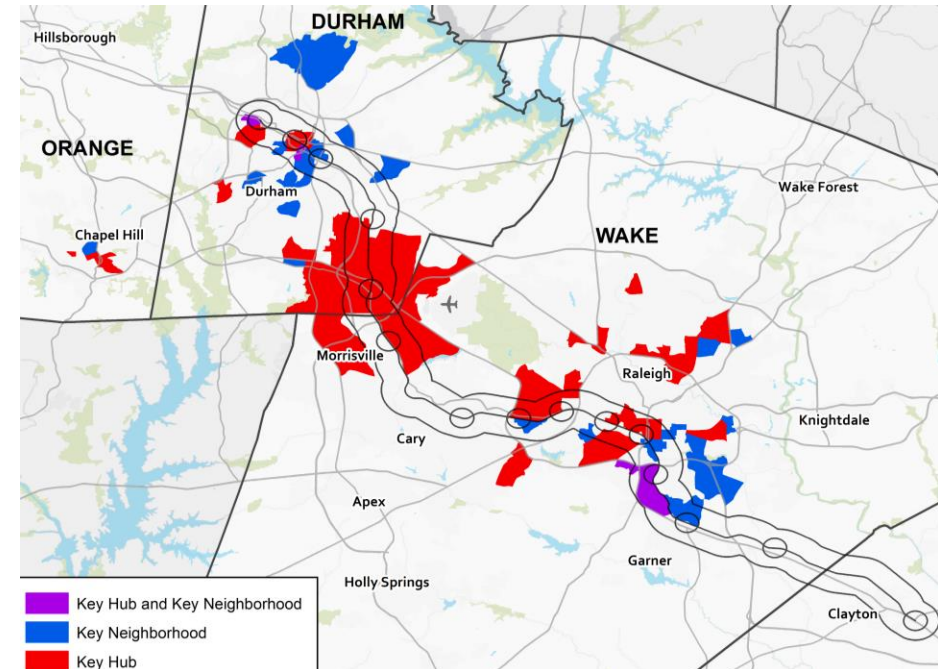 DURHAM
Hillsborough
ORANGE
Durham
Wake Forest
Chapel Hill
WAKE
Morrisville
Raleigh
Knightdale
Cary
Apex
Garner
Holly Springs
Clayton
Key Hub and Key Neighborhood
Key Neighborhood
Key Hub